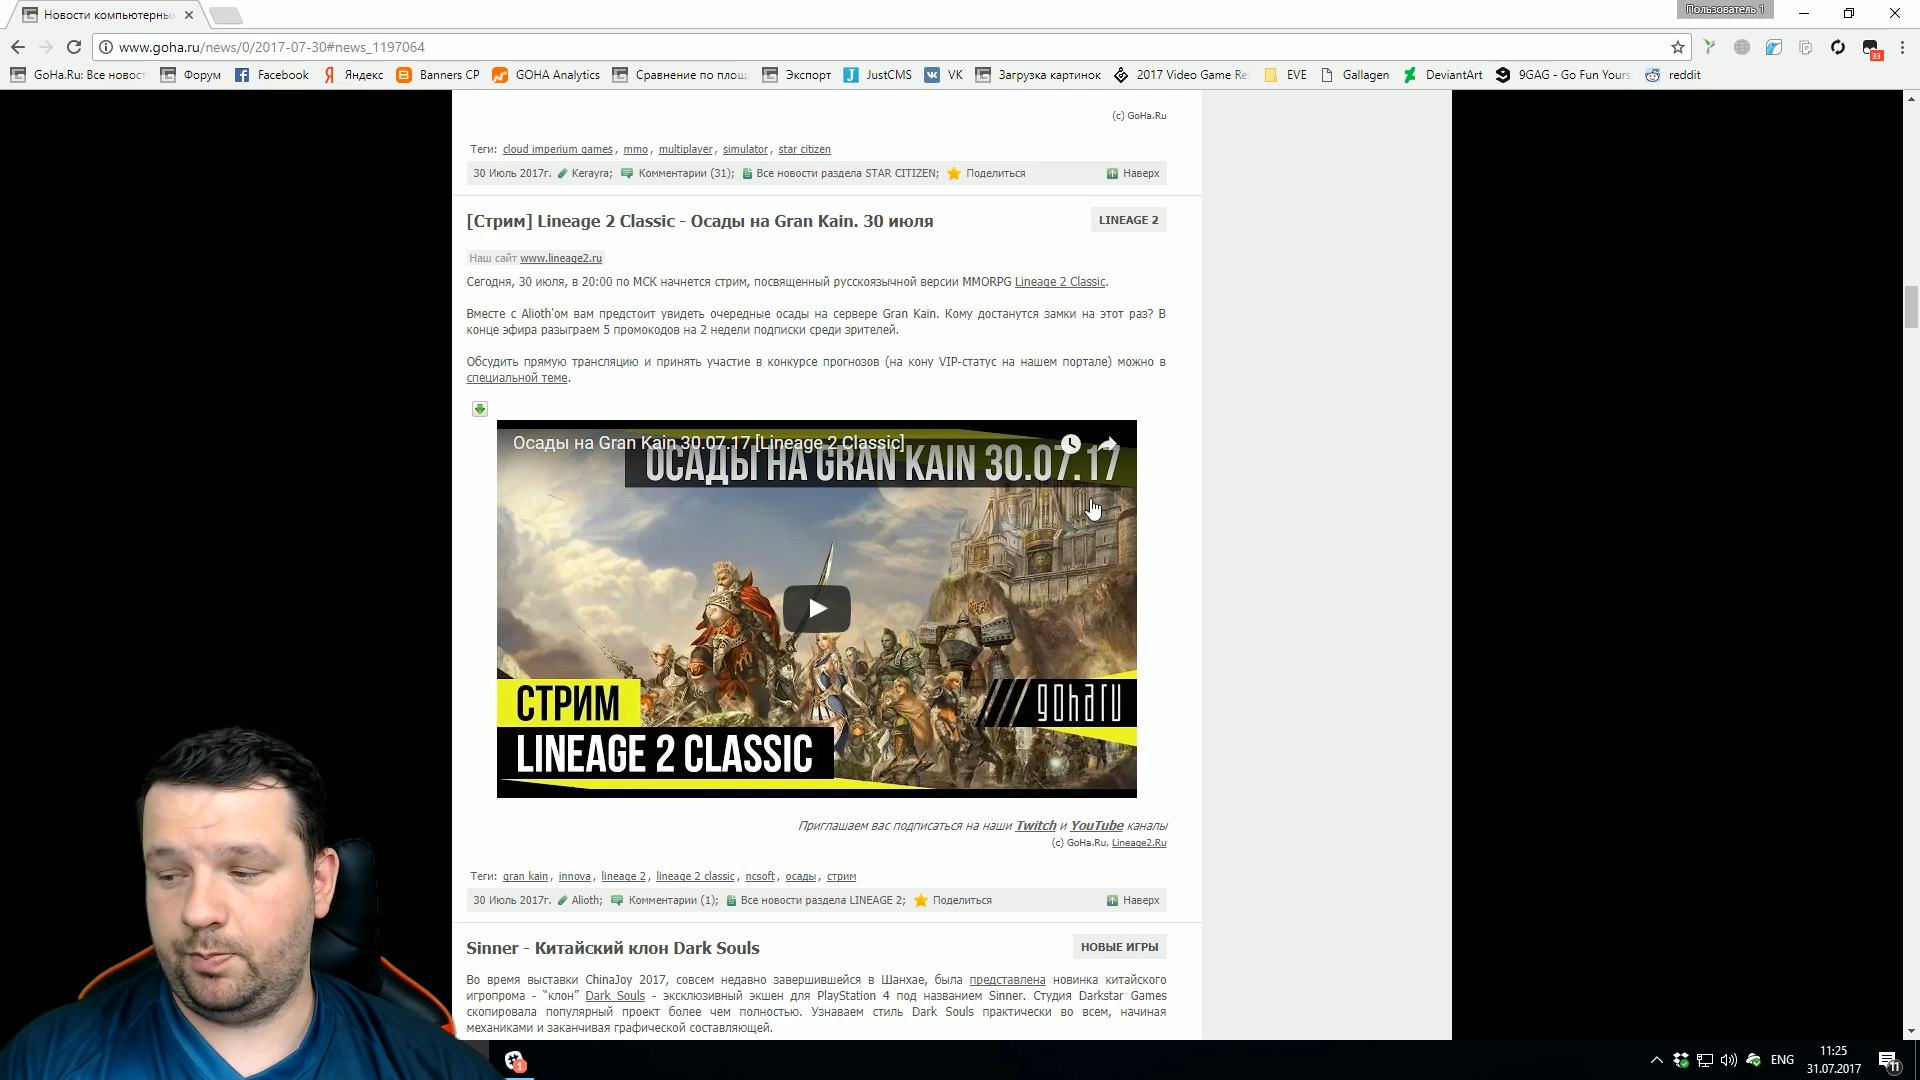 Новости компьютерны
Пользователь 1
www.goha.ru/news/0/2017-07-30#news_1197064
33
GoHa.Ru: Все новост
Форум
Facebook
Яндекс
Banners CP
GOHA Analytics
Сравнение по площ
Экспорт
JustCMS
VK
Загрузка картинок
2017 Video Game Rel
EVE
Gallagen
DeviantArt
9GAG - Go Fun Yours
reddit
(c) GoHa.Ru
Теги: cloud imperium games, mmo, multiplayer, simulator, star citizen
30 Июль 2017г. Kerayra; Комментарии (31); Все новости раздела STAR CITIZEN; Поделиться Наверх
[Стрим] Lineage 2 Classic - Осады на Gran Kain. 30 июля
LINEAGE 2
Наш сайт www.lineage2.ru
Сегодня, 30 июля, в 20:00 по МСК начнется стрим, посвященный русскоязычной версии MMORPG Lineage 2 Classic.
Вместе с Alioth'ом вам предстоит увидеть очередные осады на сервере Gran Kain. Кому достанутся замки на этот раз? В
конце эфира разыграем 5 промокодов на 2 недели подписки среди зрителей.
Обсудить прямую трансляцию и принять участие в конкурсе прогнозов (на кону VIP-статус на нашем портале) можно в
специальной теме.
Осады на Gran Kain 30.07.17 [Lineage 2 Classic]
ОСАДЫ НА GRAN KAIN 30.07.17
СТРИМ
goharu
LINEAGE 2 CLASSIC
Приглашаем вас подписаться на наши Twitch и YouTube каналы
(c) GoHa.Ru, Lineage2.Ru
Теги: gran kain, innova, lineage 2, lineage 2 classic, ncsoft, осады, стрим
30 Июль 2017г. Alioth; Комментарии (1); Все новости раздела LINEAGE 2; Поделиться Наверх
Sinner - Китайский клон Dark Souls
НОВЫЕ ИГРЫ
Во время выставки ChinaJoy 2017, совсем недавно завершившейся в Шанхае, была представлена новинка китайского
игропрома - “клон” Dark Souls - эксклюзивный экшен для PlayStation 4 под названием Sinner. Студия Darkstar Games
скопировала популярный проект более чем полностью. Узнаваем стиль Dark Souls практически во всем, начиная
механиками и заканчивая графической составляющей.
1
ENG
11:25
31.07.2017
11